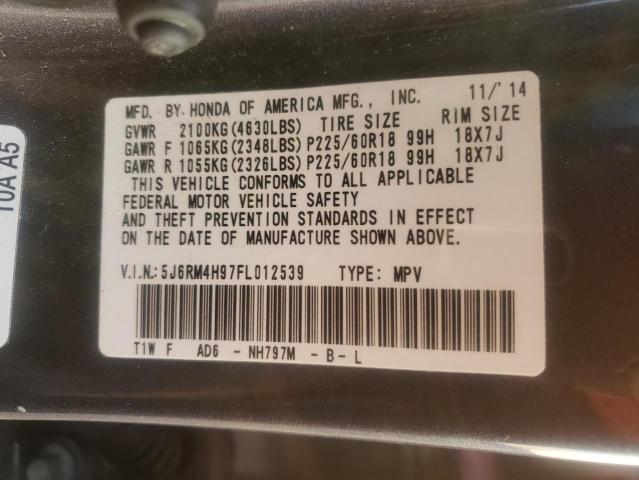 11/'14
MFD. BY HONDA OF AMERICA MFG., INC.
GVWR 2100KG(4630LBS) TIRE SIZE RIM SIZE
GAWR F 1065KG(2348LBS) P225/60R18 99H 18X7J
GAWR R 1055KG(2326LBS) P225/60R18 99H 18X7J
THIS VEHICLE CONFORMS TO ALL APPLICABLE
FEDERAL MOTOR VEHICLE SAFETY
AND THEFT PREVENTION STANDARDS IN EFFECT
ON THE DATE OF MANUFACTURE SHOWN ABOVE.
V.I.N.: 5J6RM4H97FL012539 TYPE: MPV
T1W F AD6 - NH797M - B - L
T0A A5